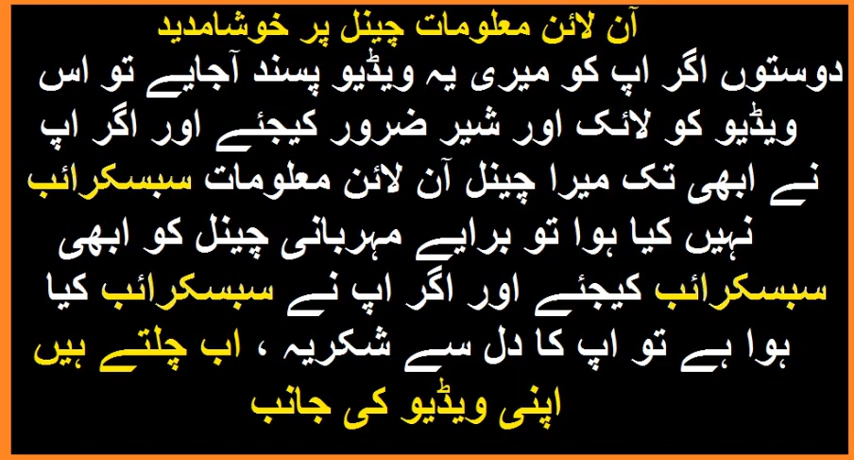 آن لائن معلومات چینل پر خوشامدید
دوستوں اگر اپ کو میری یہ ویڈیو پسند آجایے تو اس
ویڈیو کو لائک اور شیر ضرور کیجئے اور اگر اپ
نے ابھی تک میرا چینل آن لائن معلومات سبسکرائب
نہیں کیا ہوا تو برایے مہربانی چینل کو ابھی
سبسکرائب کیجئے اور اگر اپ نے سبسکرائب کیا
ہوا ہے تو اپ کا دل سے شکریہ ، اب چلتے ہیں
اپنی ویڈیو کی جانب